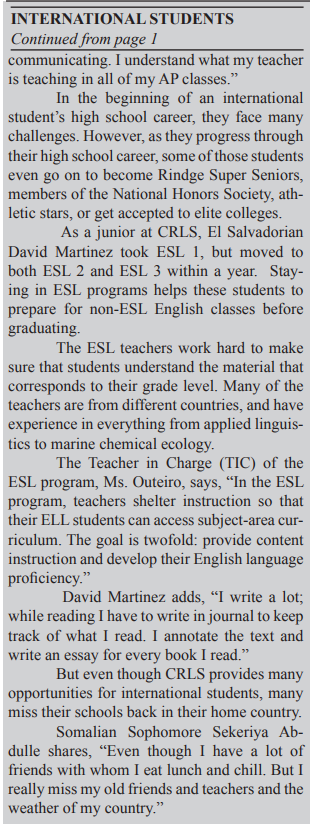 INTERNATIONAL STUDENTS
Continued from page 1
communicating. I understand what my teacher
is teaching in all of my AP classes.”
In the beginning of an international
student’s high school career, they face many
challenges. However, as they progress through
their high school career, some of those students
even go on to become Rindge Super Seniors,
members of the National Honors Society, ath-
letic stars, or get accepted to elite colleges.
As a junior at CRLS, El Salvadorian
David Martinez took ESL 1, but moved to
both ESL 2 and ESL 3 within a year. Stay-
ing in ESL programs helps these students to
prepare for non-ESL English classes before
graduating.
The ESL teachers work hard to make
sure that students understand the material that
corresponds to their grade level. Many of the
teachers are from different countries, and have
experience in everything from applied linguis-
tics to marine chemical ecology.
The Teacher in Charge (TIC) of the
ESL program, Ms. Outeiro, says, “In the ESL
program, teachers shelter instruction so that
their ELL students can access subject-area cur-
riculum. The goal is twofold: provide content
instruction and develop their English language
proficiency.”
David Martinez adds, “I write a lot;
while reading I have to write in journal to keep
track of what I read. I annotate the text and
write an essay for every book I read.”
But even though CRLS provides many
opportunities for international students, many
miss their schools back in their home country.
Somalian Sophomore Sekeriya Ab-
dulle shares, “Even though I have a lot of
friends with whom I eat lunch and chill. But I
really miss my old friends and teachers and the
weather of my country.”